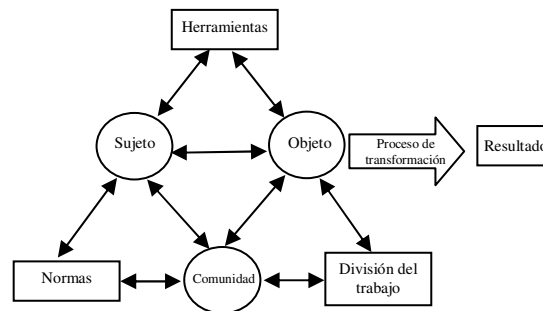 Herramientas
Sujeto
Objeto
Proceso de
transformación
Resultado
Normas
Comunidad
División del
trabajo